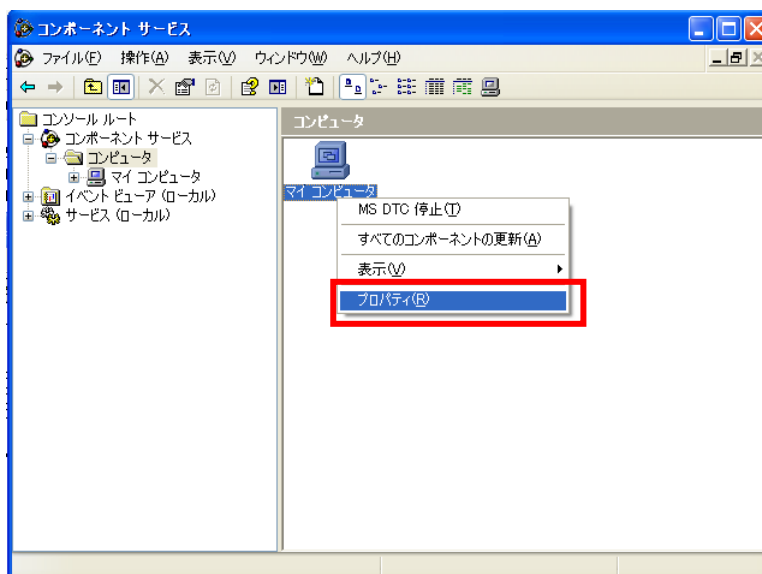 コンポーネント サービス
ファイル(F) 操作(A) 表示(V) ウィンドウ(W) ヘルプ(H)
コンソール ルート
コンポーネント サービス
コンピュータ
マイ コンピュータ
イベント ビューア (ローカル)
サービス (ローカル)
コンピュータ
マイ コンピュータ
MS DTC 停止(T)
すべてのコンポーネントの更新(A)
表示(V)
プロパティ(R)